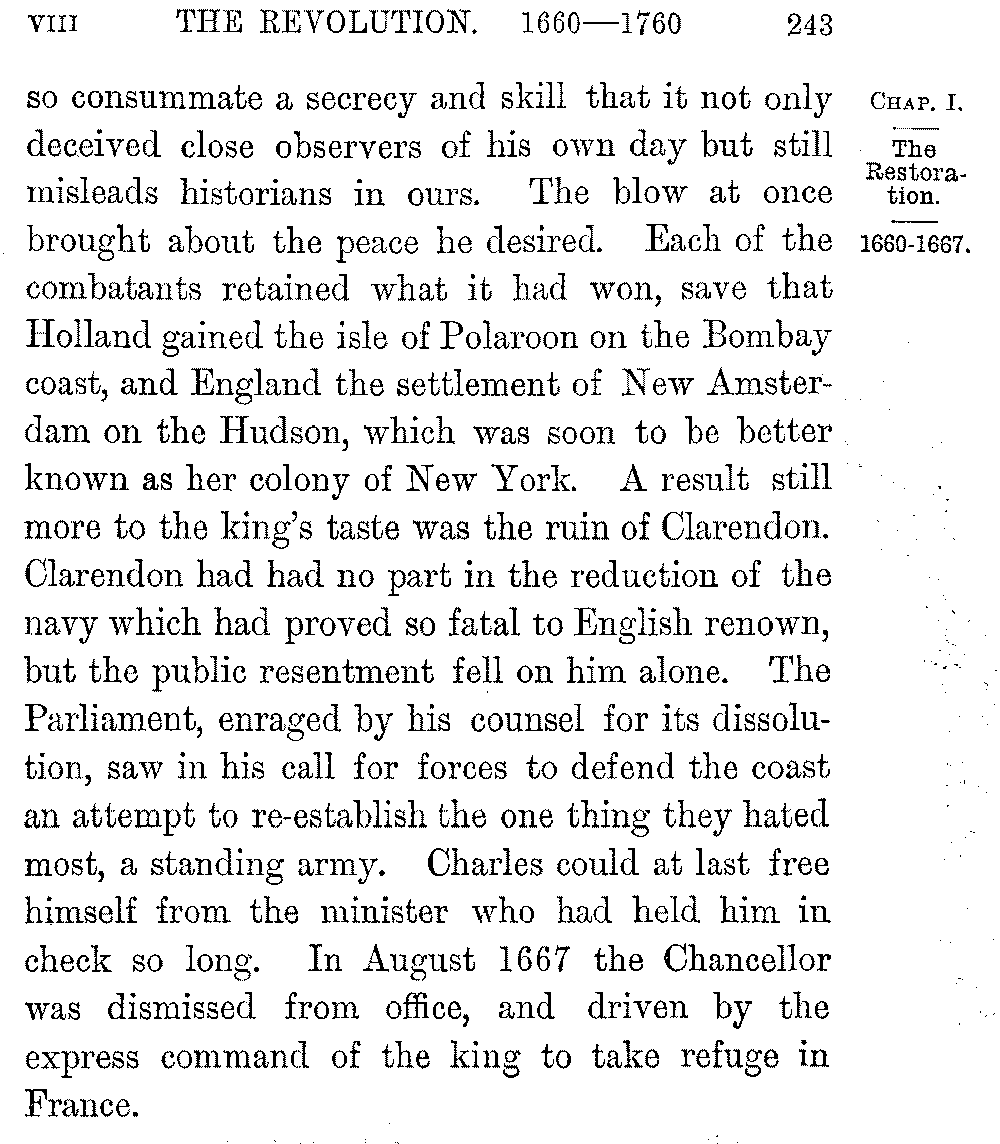 VIII THE REVOLUTION. 1660—1760 243
so consummate a secrecy and skill that it not only
deceived close observers of his own day but still
misleads historians in ours. The blow at once
brought about the peace he desired. Each of the
combatants retained what it had won, save that
Holland gained the isle of Polaroon on the Bombay
coast, and England the settlement of New Amster-
dam on the Hudson, which was soon to be better
known as her colony of New York. A result still
more to the king's taste was the ruin of Clarendon.
Clarendon had had no part in the reduction of the
navy which had proved so fatal to English renown,
but the public resentment fell on him alone. The
Parliament, enraged by his counsel for its dissolu-
tion, saw in his call for forces to defend the coast
an attempt to re-establish the one thing they hated
most, a standing army. Charles could at last free
himself from the minister who had held him in
check so long. In August 1667 the Chancellor
was dismissed from office, and driven by the
express command of the king to take refuge in
France.
CHAP. I.
The
Restora-
tion.
1660-1667.